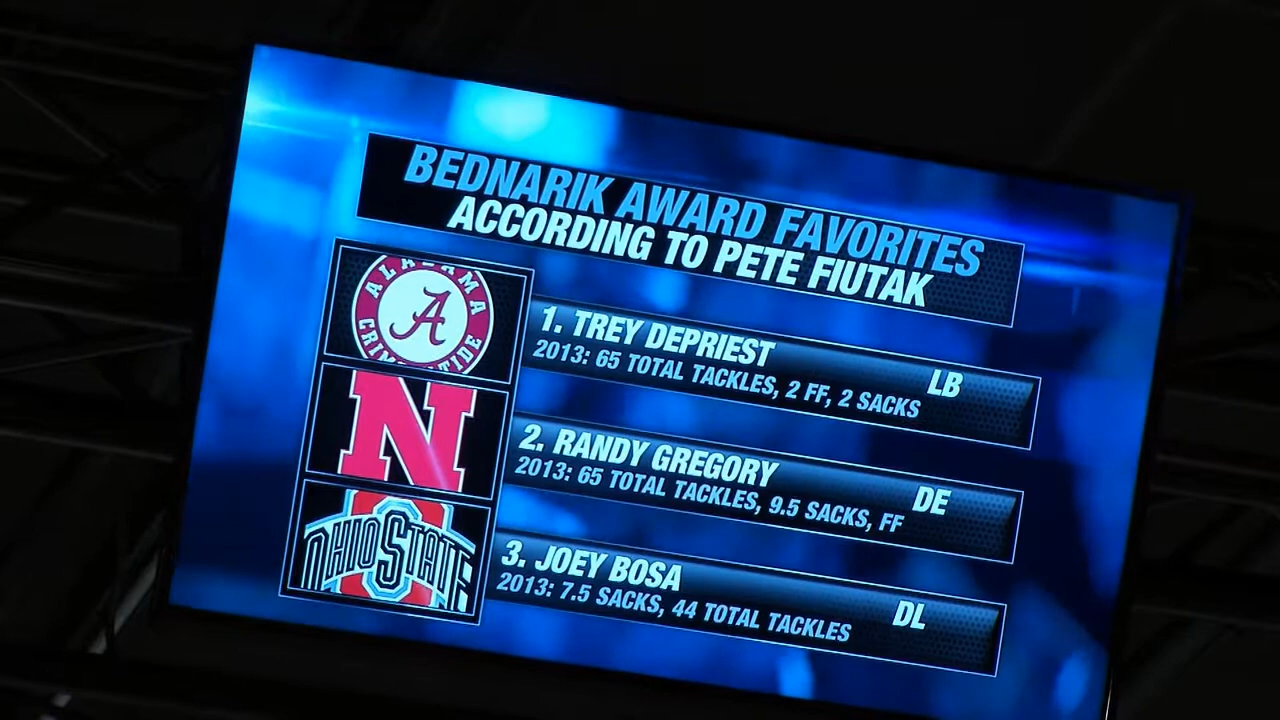 BEDNARIK AWARD FAVORITES
ACCORDING TO PETE FIUTAK
ALABAMA
A
CRIMSON TIDE
1. TREY DEPRIEST
LB
2013: 65 TOTAL TACKLES, 2 FF, 2 SACKS
N
2. RANDY GREGORY
DE
2013: 65 TOTAL TACKLES, 9.5 SACKS, FF
OHIO STATE
3. JOEY BOSA
DL
2013: 7.5 SACKS, 44 TOTAL TACKLES